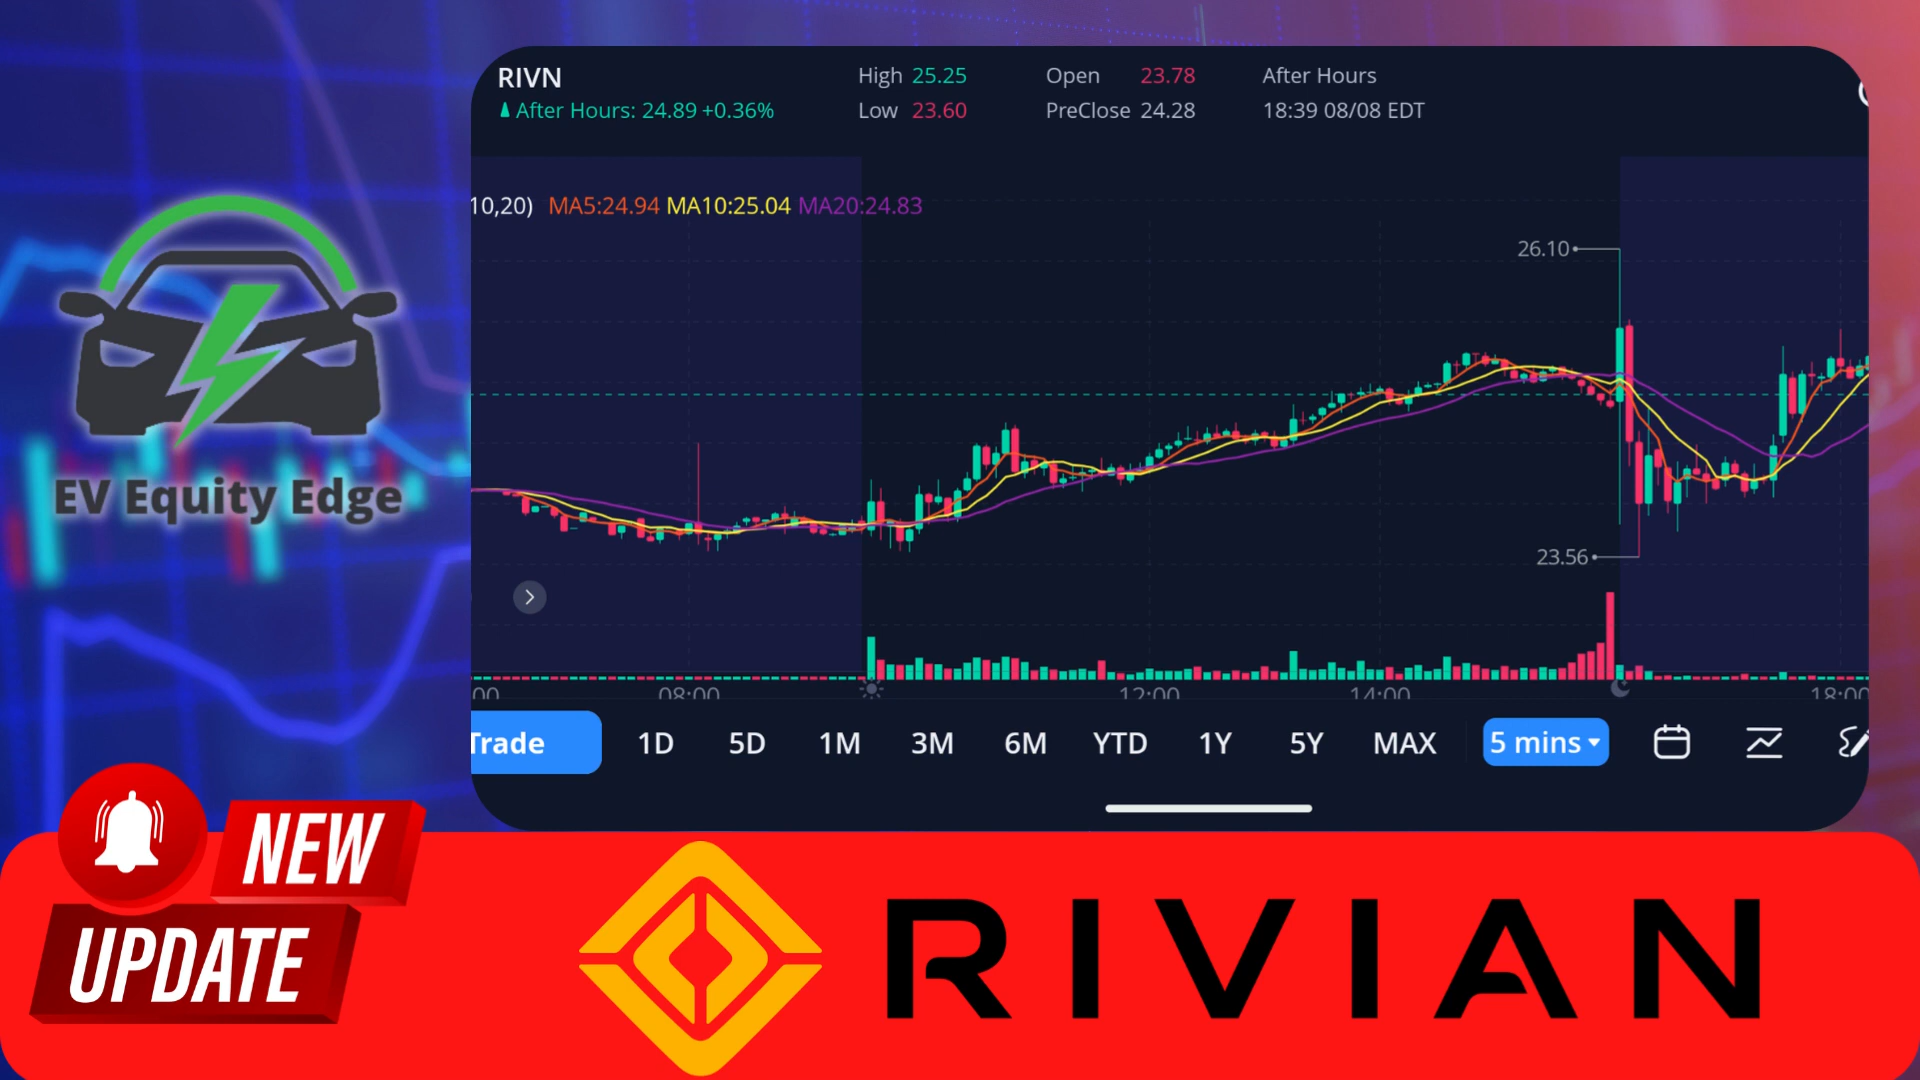 RIVN
After Hours: 24.89 +0.36%
High 25.25
Low 23.60
Open 23.78
PreClose 24.28
After Hours
18:39 08/08 EDT
10,20) MA5:24.94 MA10:25.04 MA20:24.83
26.10
23.56
00 08:00 12:00 14:00 18:00
Trade 1D 5D 1M 3M 6M YTD 1Y 5Y MAX 5 mins
EV Equity Edge
NEW
UPDATE
RIVIAN